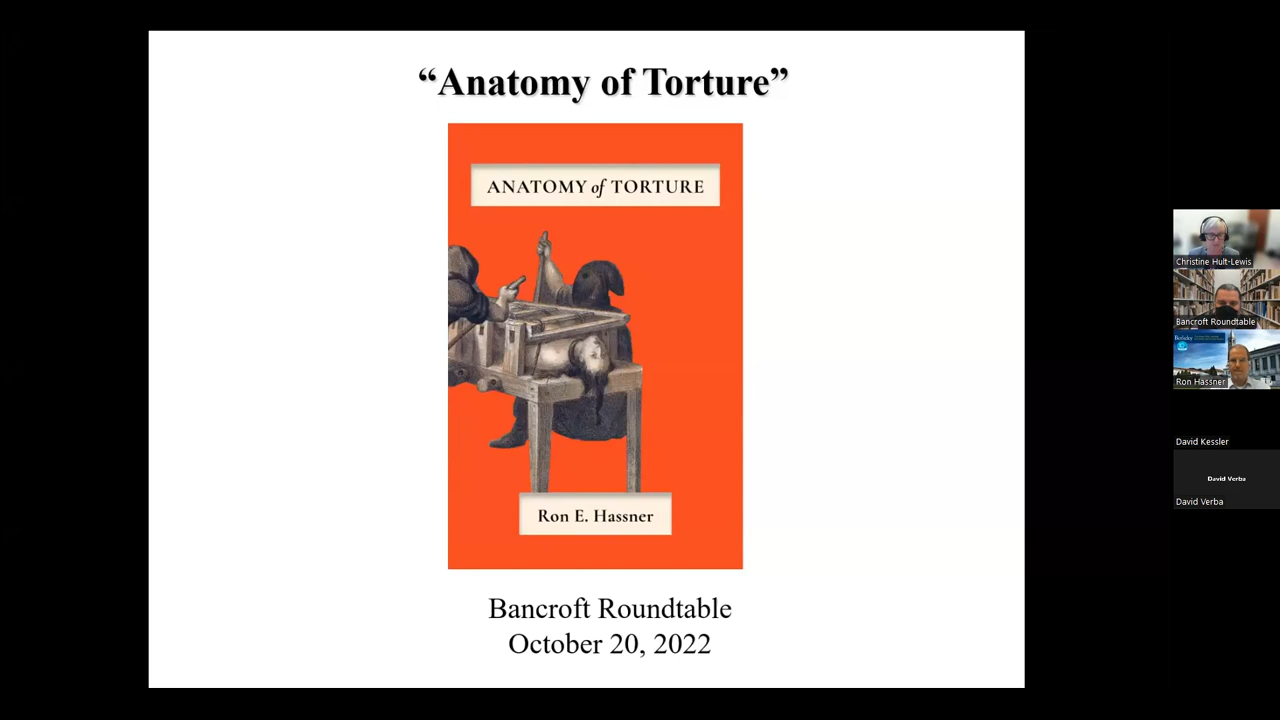 “Anatomy of Torture”
ANATOMY of TORTURE
Ron E. Hassner
Bancroft Roundtable
October 20, 2022
Christine Hult-Lewis
Bancroft Roundtable
Berkeley
Ron Hassner
David Kessler
David Verba
David Verba